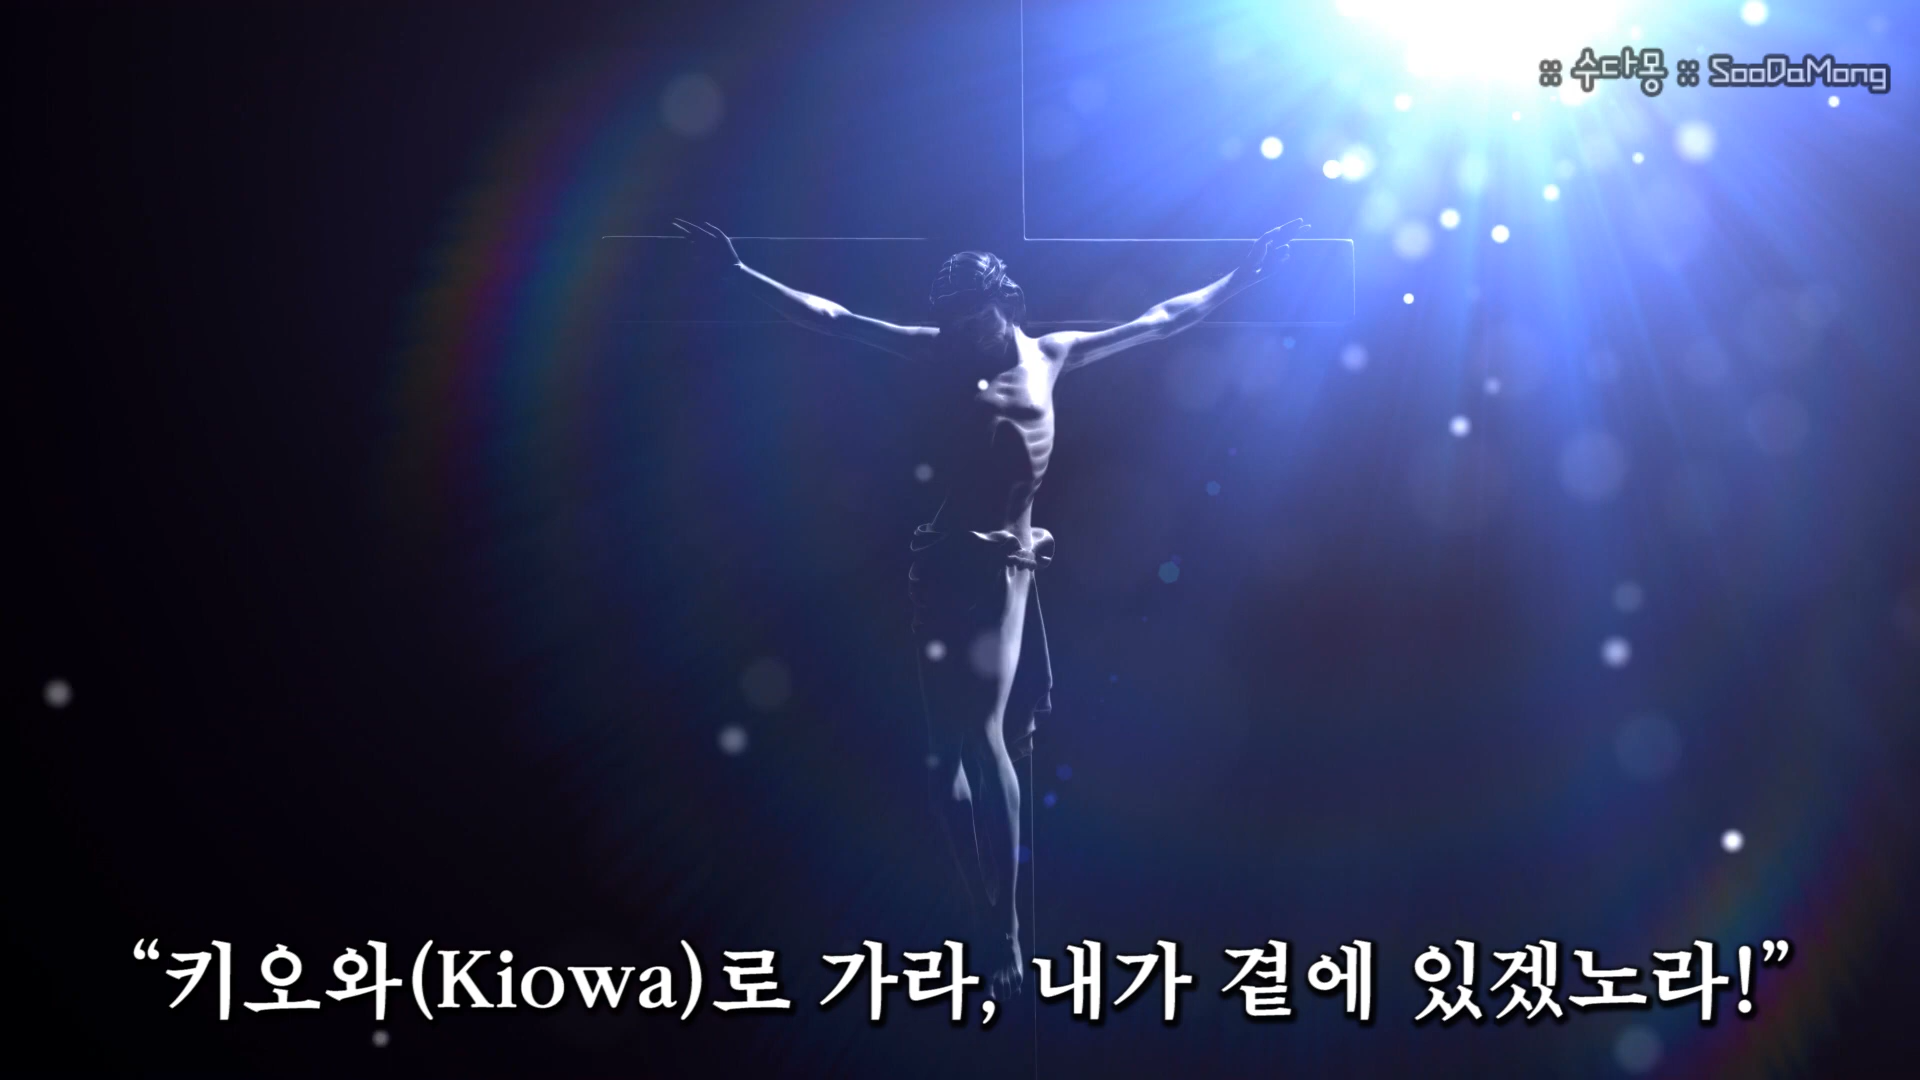 :: 수다몽 :: SooDaMong
“키오와(Kiowa)로 가라, 내가 곁에 있겠노라!”